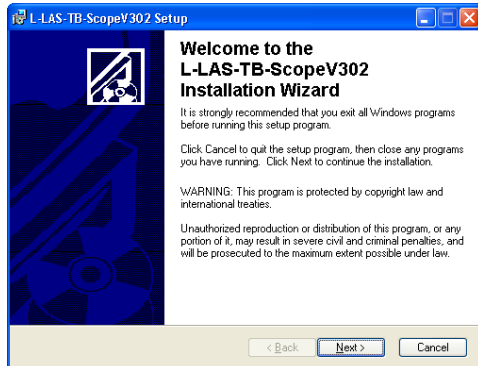 L-LAS-TB-ScopeV302 Setup
Welcome to the
L-LAS-TB-ScopeV302
Installation Wizard
It is strongly recommended that you exit all Windows programs
before running this setup program.
Click Cancel to quit the setup program, then close any programs
you have running. Click Next to continue the installation.
WARNING: This program is protected by copyright law and
international treaties.
Unauthorized reproduction or distribution of this program, or any
portion of it, may result in severe civil and criminal penalties, and
will be prosecuted to the maximum extent possible under law.
< Back Next > Cancel